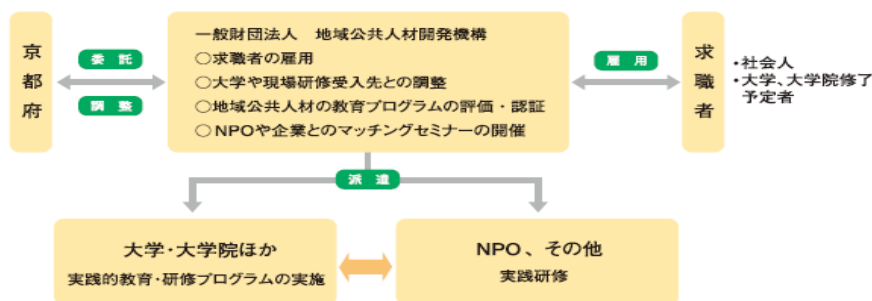 京都府
委託
調整
一般財団法人 地域公共人材開発機構
○求職者の雇用
○大学や現場研修受入先との調整
○地域公共人材の教育プログラムの評価・認証
○NPOや企業とのマッチングセミナーの開催
雇用
求職者
・社会人
・大学、大学院修了
予定者
派遣
大学・大学院ほか
実践的教育・研修プログラムの実施
NPO、その他
実践研修